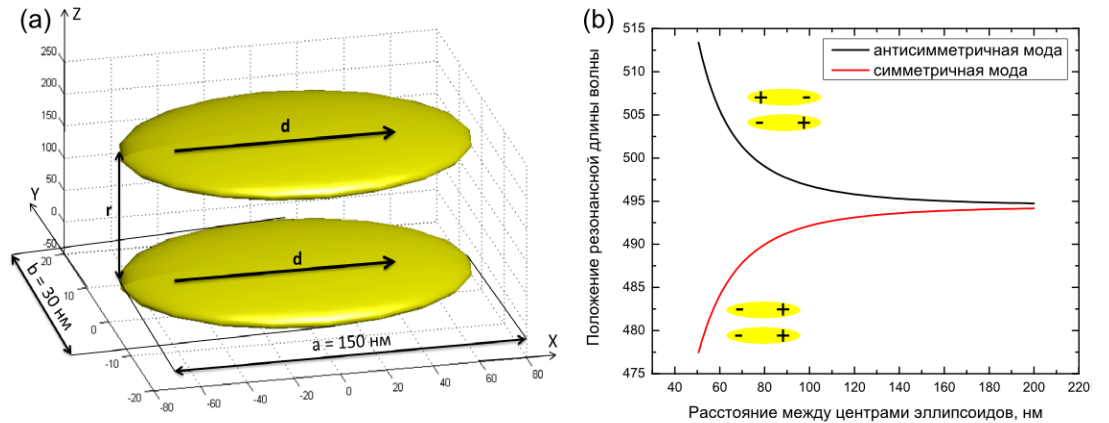 (a)
Z
250
200
150
100
50
0
-50
Y
20
10
0
-10
-20
d
r
d
b = 30 нм
a = 150 нм
X
-80
-60
-40
-20
0
20
40
60
80
(b)
Положение резонансной длины волны
515
510
505
500
495
490
485
480
475
антисимметричная мода
симметричная мода
+ -
- +
- +
- +
40 60 80 100 120 140 160 180 200 220
Расстояние между центрами эллипсоидов, нм